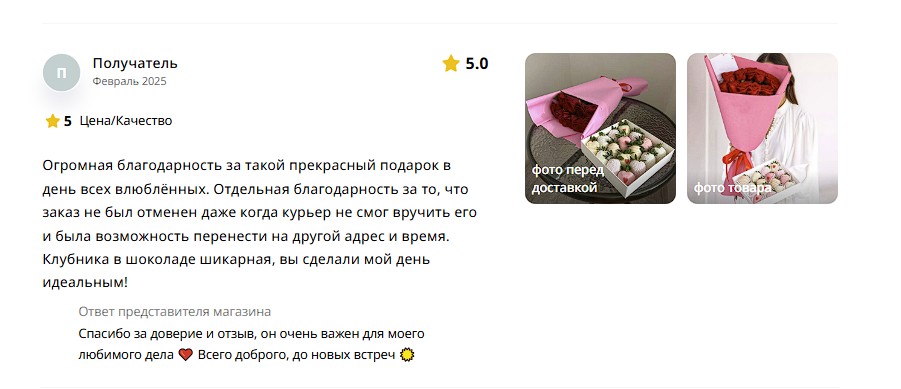 П
Получатель
Февраль 2025
5.0
5 Цена/Качество
Огромная благодарность за такой прекрасный подарок в
день всех влюблённых. Отдельная благодарность за то, что
заказ не был отменен даже когда курьер не смог вручить его
и была возможность перенести на другой адрес и время.
Клубника в шоколаде шикарная, вы сделали мой день
идеальным!
Ответ представителя магазина
Спасибо за доверие и отзыв, он очень важен для моего
любимого дела ❤️ Всего доброго, до новых встреч
фото перед
доставкой
фото товара